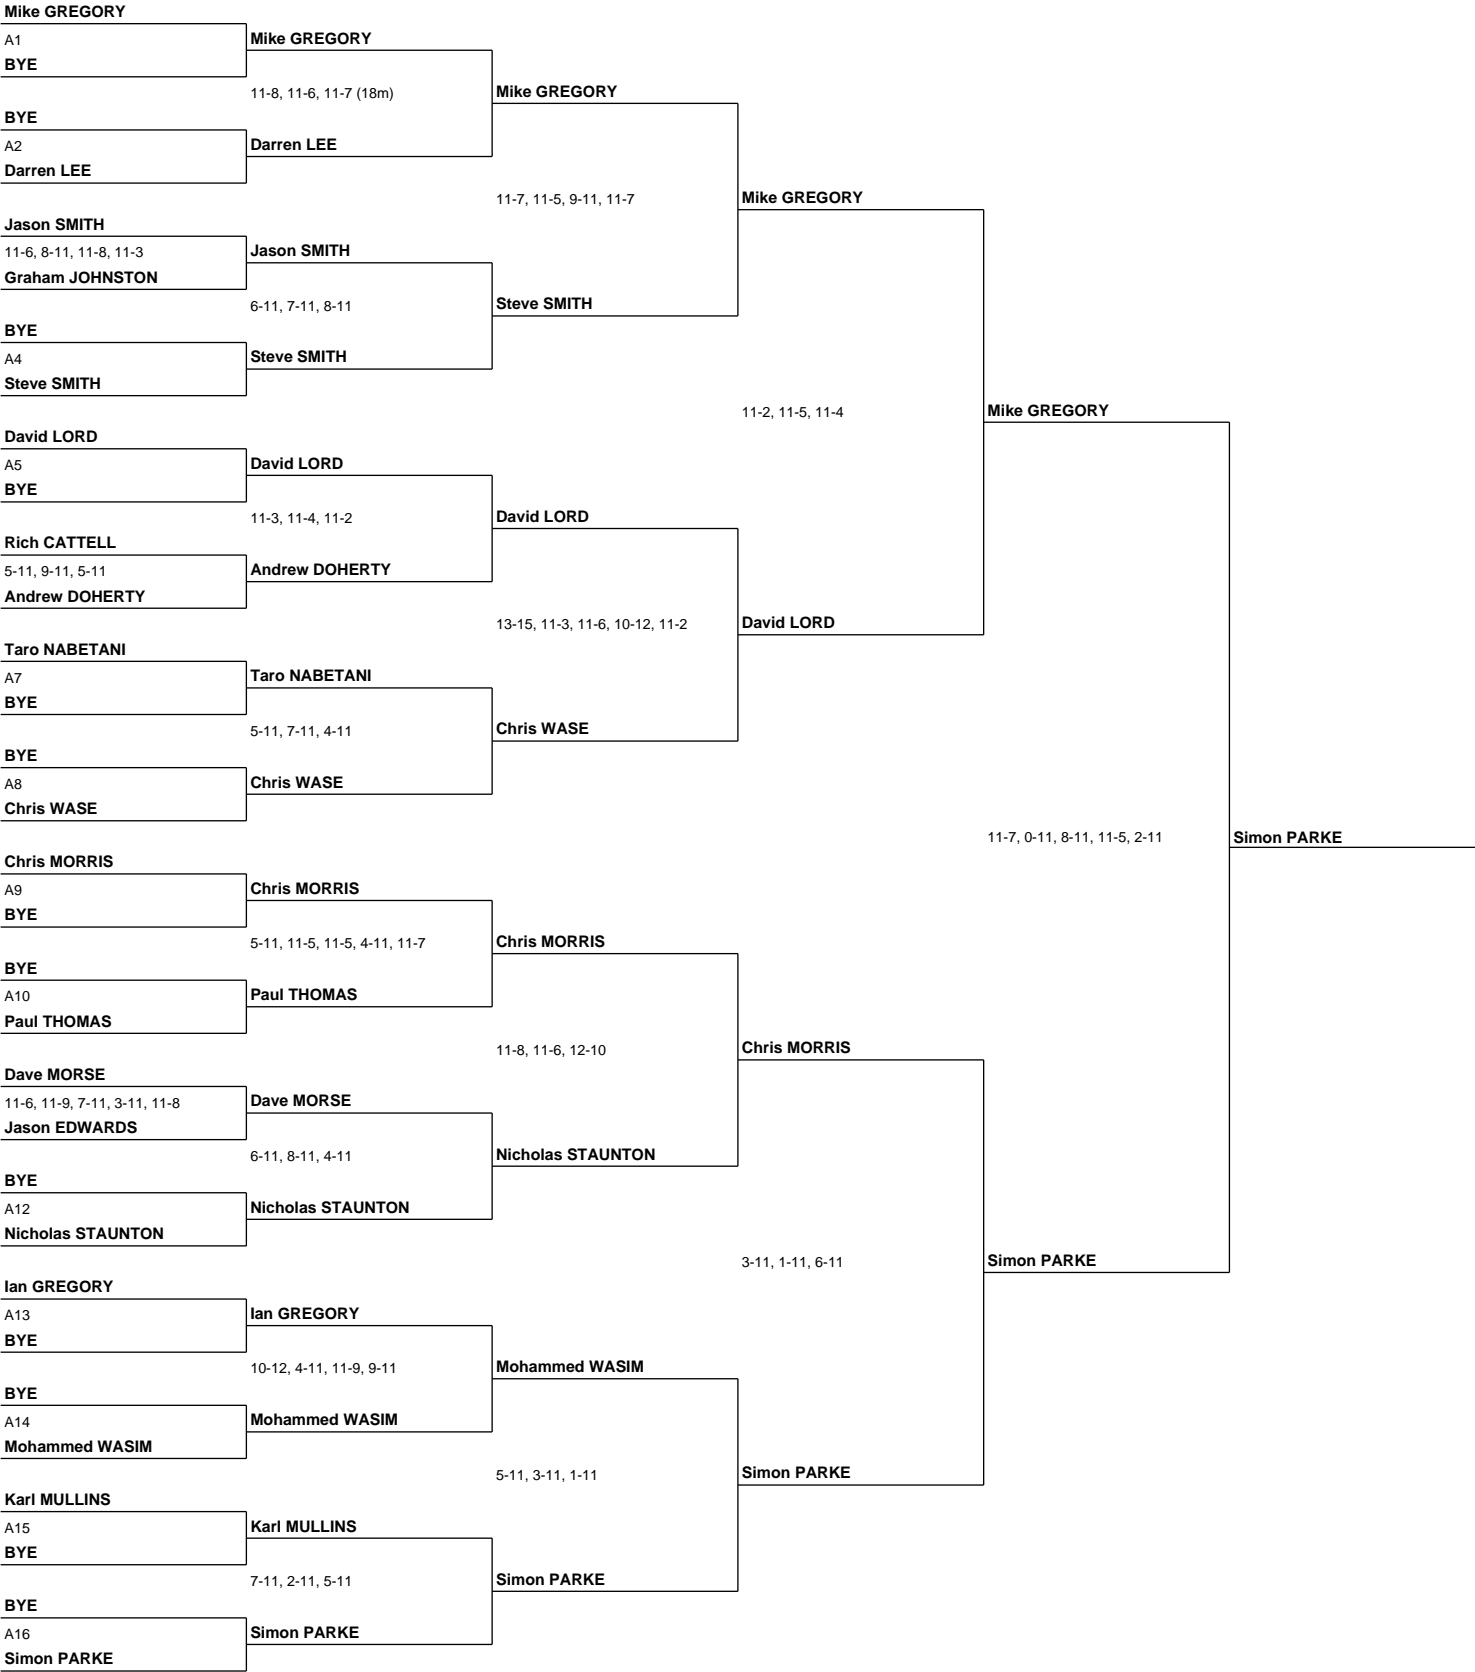 Mike GREGORY
A1
BYE
BYE
A2
Darren LEE
Jason SMITH
11-6, 8-11, 11-8, 11-3
Graham JOHNSTON
BYE
A4
Steve SMITH
David LORD
A5
BYE
Rich CATTELL
5-11, 9-11, 5-11
Andrew DOHERTY
Taro NABETANI
A7
BYE
BYE
A8
Chris WASE
Chris MORRIS
A9
BYE
BYE
A10
Paul THOMAS
Dave MORSE
11-6, 11-9, 7-11, 3-11, 11-8
Jason EDWARDS
BYE
A12
Nicholas STAUNTON
Ian GREGORY
A13
BYE
BYE
A14
Mohammed WASIM
Karl MULLINS
A15
BYE
BYE
A16
Simon PARKE
Mike GREGORY
11-8, 11-6, 11-7 (18m)
Darren LEE
Jason SMITH
6-11, 7-11, 8-11
Steve SMITH
David LORD
11-3, 11-4, 11-2
Andrew DOHERTY
Taro NABETANI
5-11, 7-11, 4-11
Chris WASE
Chris MORRIS
5-11, 11-5, 11-5, 4-11, 11-7
Paul THOMAS
Dave MORSE
6-11, 8-11, 4-11
Nicholas STAUNTON
Ian GREGORY
10-12, 4-11, 11-9, 9-11
Mohammed WASIM
Karl MULLINS
7-11, 2-11, 5-11
Simon PARKE
Mike GREGORY
11-7, 11-5, 9-11, 11-7
Steve SMITH
David LORD
13-15, 11-3, 11-6, 10-12, 11-2
Chris WASE
Chris MORRIS
11-8, 11-6, 12-10
Nicholas STAUNTON
Mohammed WASIM
5-11, 3-11, 1-11
Simon PARKE
Mike GREGORY
11-2, 11-5, 11-4
David LORD
Chris MORRIS
3-11, 1-11, 6-11
Simon PARKE
Mike GREGORY
11-7, 0-11, 8-11, 11-5, 2-11
Simon PARKE
Simon PARKE